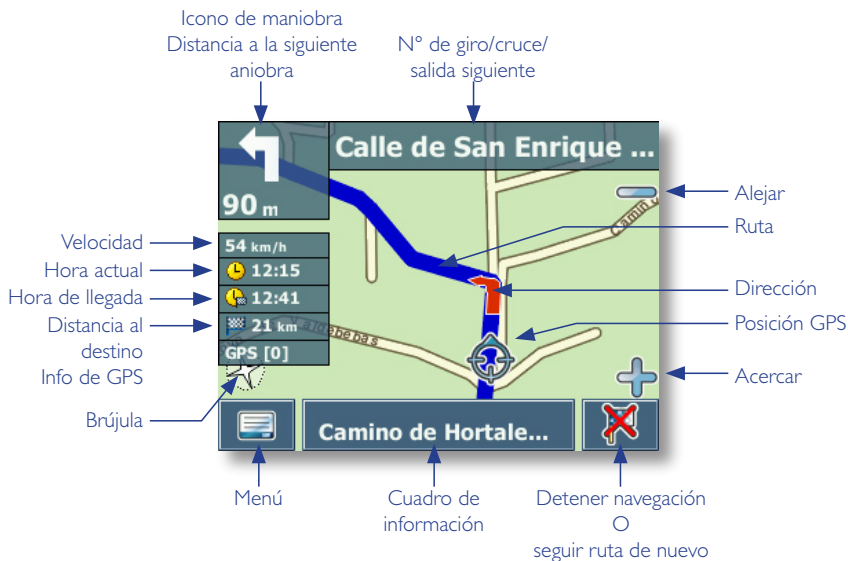 Icono de maniobra
Distancia a la siguiente
aniobra
Nº de giro/cruce/
salida siguiente
Calle de San Enrique ...
90 m
Alejar
Ruta
Velocidad
54 km/h
Hora actual
12:15
Hora de llegada
12:41
Dirección
Distancia al
destino
21 km
Posición GPS
Info de GPS
GPS [0]
Valdebebas
Camino
Acercar
Brújula
Camino de Hortale...
Menú
Cuadro de
información
Detener navegación
O
seguir ruta de nuevo